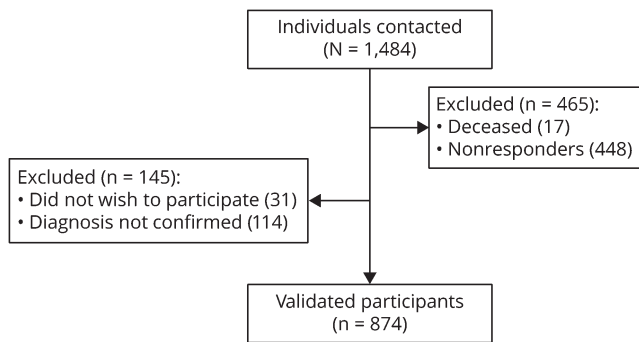 Individuals contacted
(N = 1,484)
Excluded (n = 465):
• Deceased (17)
• Nonresponders (448)
Excluded (n = 145):
• Did not wish to participate (31)
• Diagnosis not confirmed (114)
Validated participants
(n = 874)